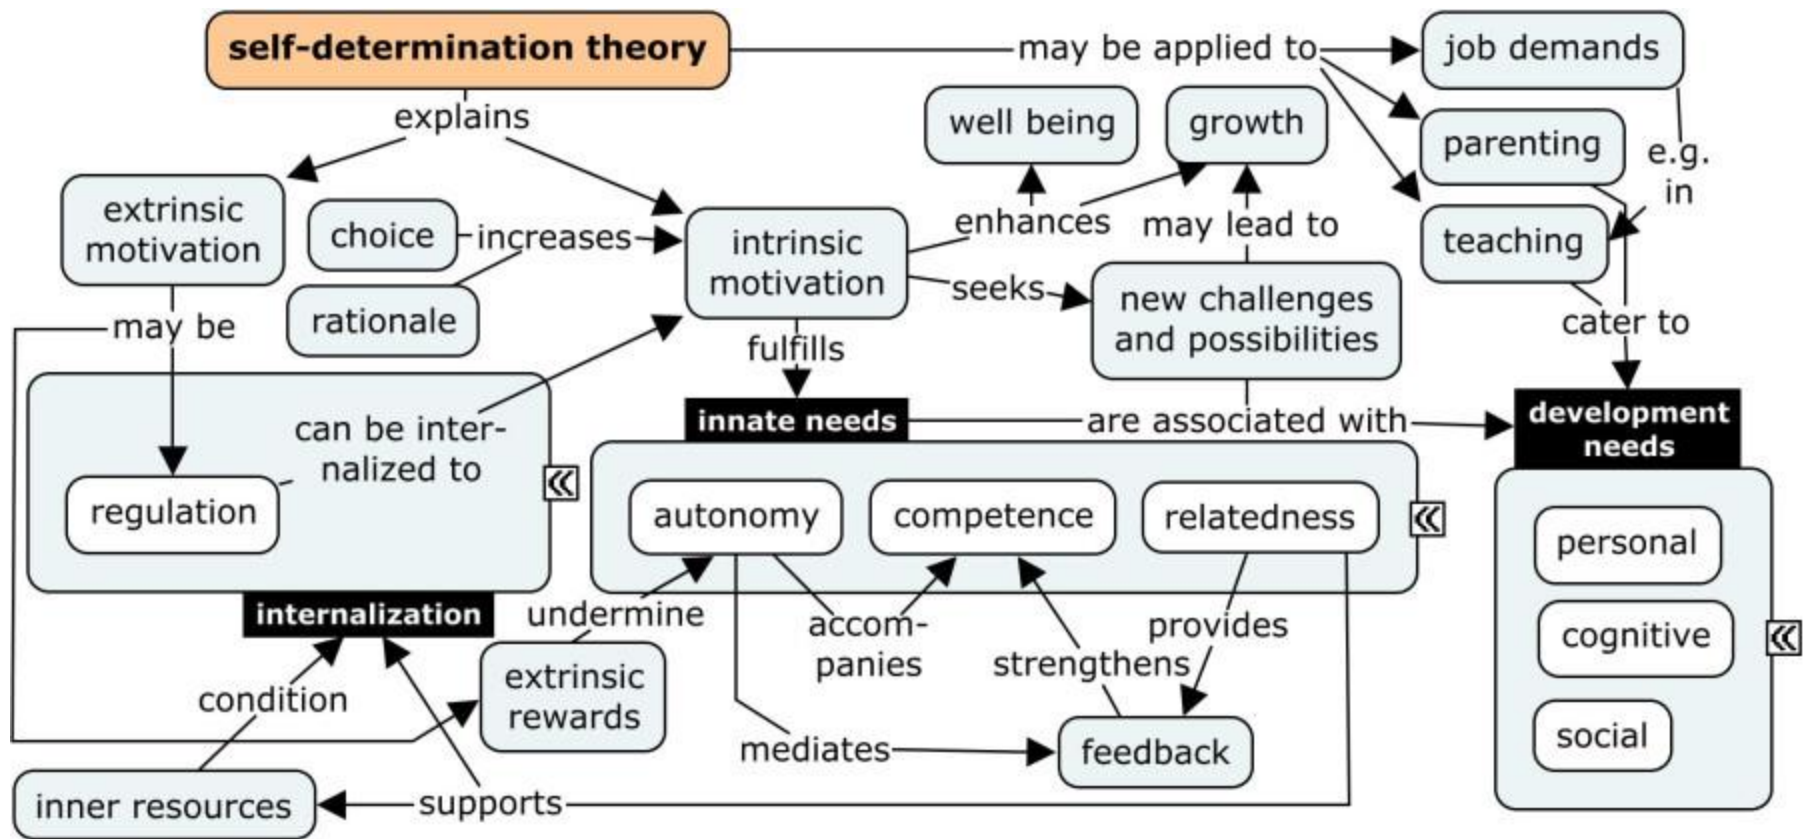 self-determination theory
may be applied to
job demands
explains
well being
growth
parenting
e.g.
in
extrinsic
motivation
choice
increases
intrinsic
motivation
enhances
may lead to
teaching
rationale
may be
seeks
new challenges
and possibilities
cater to
fulfills
can be inter-
nalized to
innate needs
are associated with
development
needs
regulation
autonomy
competence
relatedness
personal
cognitive
social
internalization
undermine
accom-
panies
strengthens
provides
condition
extrinsic
rewards
mediates
feedback
inner resources
supports